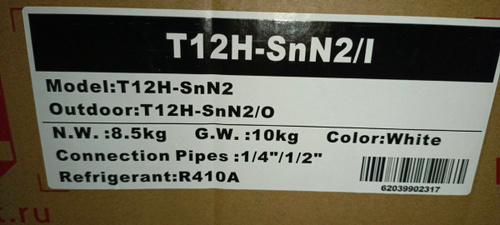 T12H-SnN2/I
Model:T12H-SnN2
Outdoor:T12H-SnN2/O
N.W. :8.5kg G.W. :10kg Color:White
Connection Pipes :1/4"/1/2"
Refrigerant:R410A
62039902317
.ru